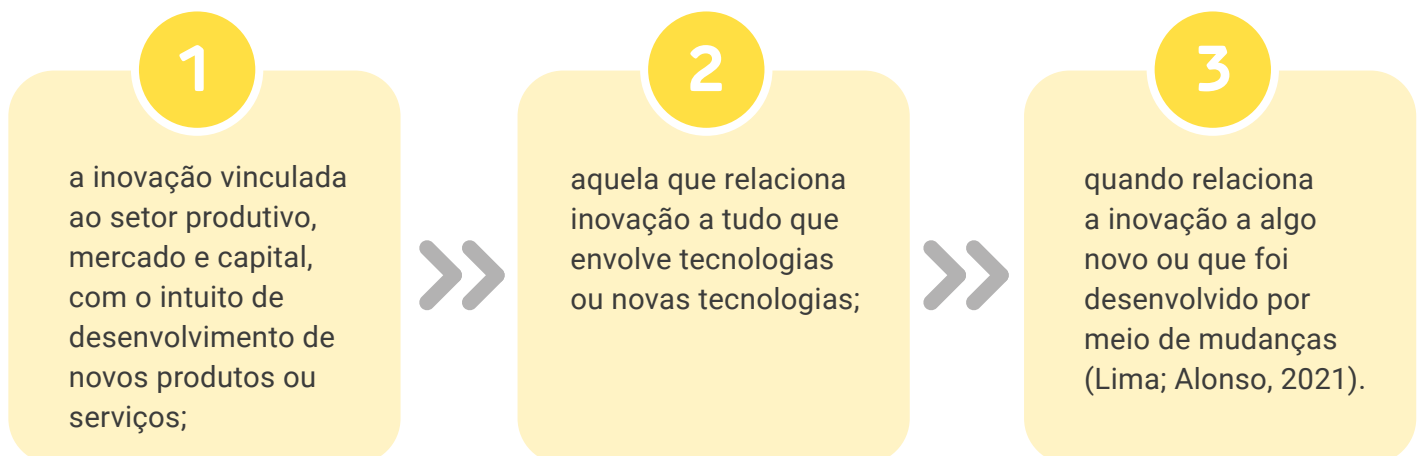 1
a inovação vinculada
ao setor produtivo,
mercado e capital,
com o intuito de
desenvolvimento de
novos produtos ou
serviços;
2
aquela que relaciona
inovação a tudo que
envolve tecnologias
ou novas tecnologias;
3
quando relaciona
a inovação a algo
novo ou que foi
desenvolvido por
meio de mudanças
(Lima; Alonso, 2021).